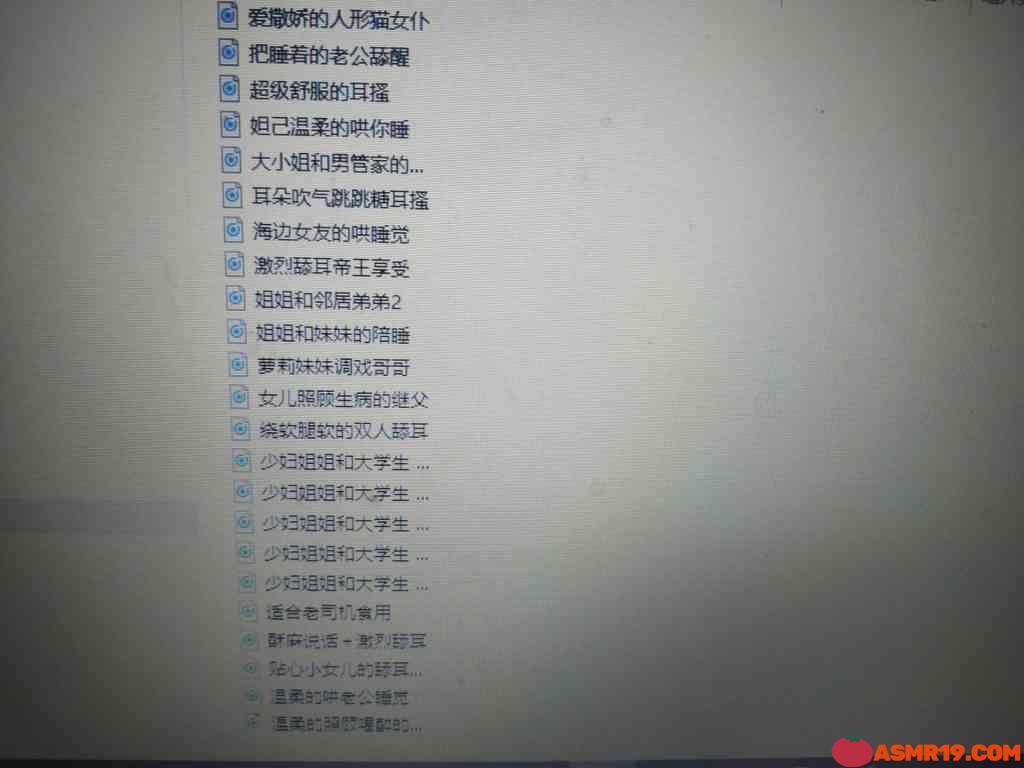 爱撒娇的人形猫女仆
把睡着的老公舔醒
超级舒服的耳搔
妲己温柔的哄你睡
大小姐和男管家的...
耳朵吹气跳跳糖耳搔
海边女友的哄睡觉
激烈舔耳帝王享受
姐姐和邻居弟弟2
姐姐和妹妹的陪睡
萝莉妹妹调戏哥哥
女儿照顾生病的继父
绕软腿软的双人舔耳
少妇姐姐和大学生 ...
少妇姐姐和大学生 ...
少妇姐姐和大学生 ...
少妇姐姐和大学生 ...
少妇姐姐和大学生 ...
适合老司机食用
酥麻说话+激烈舔耳
贴心小女儿的舔耳...
温柔的哄老公睡觉
温柔的照顾喝醉的...
ASMR19.COM